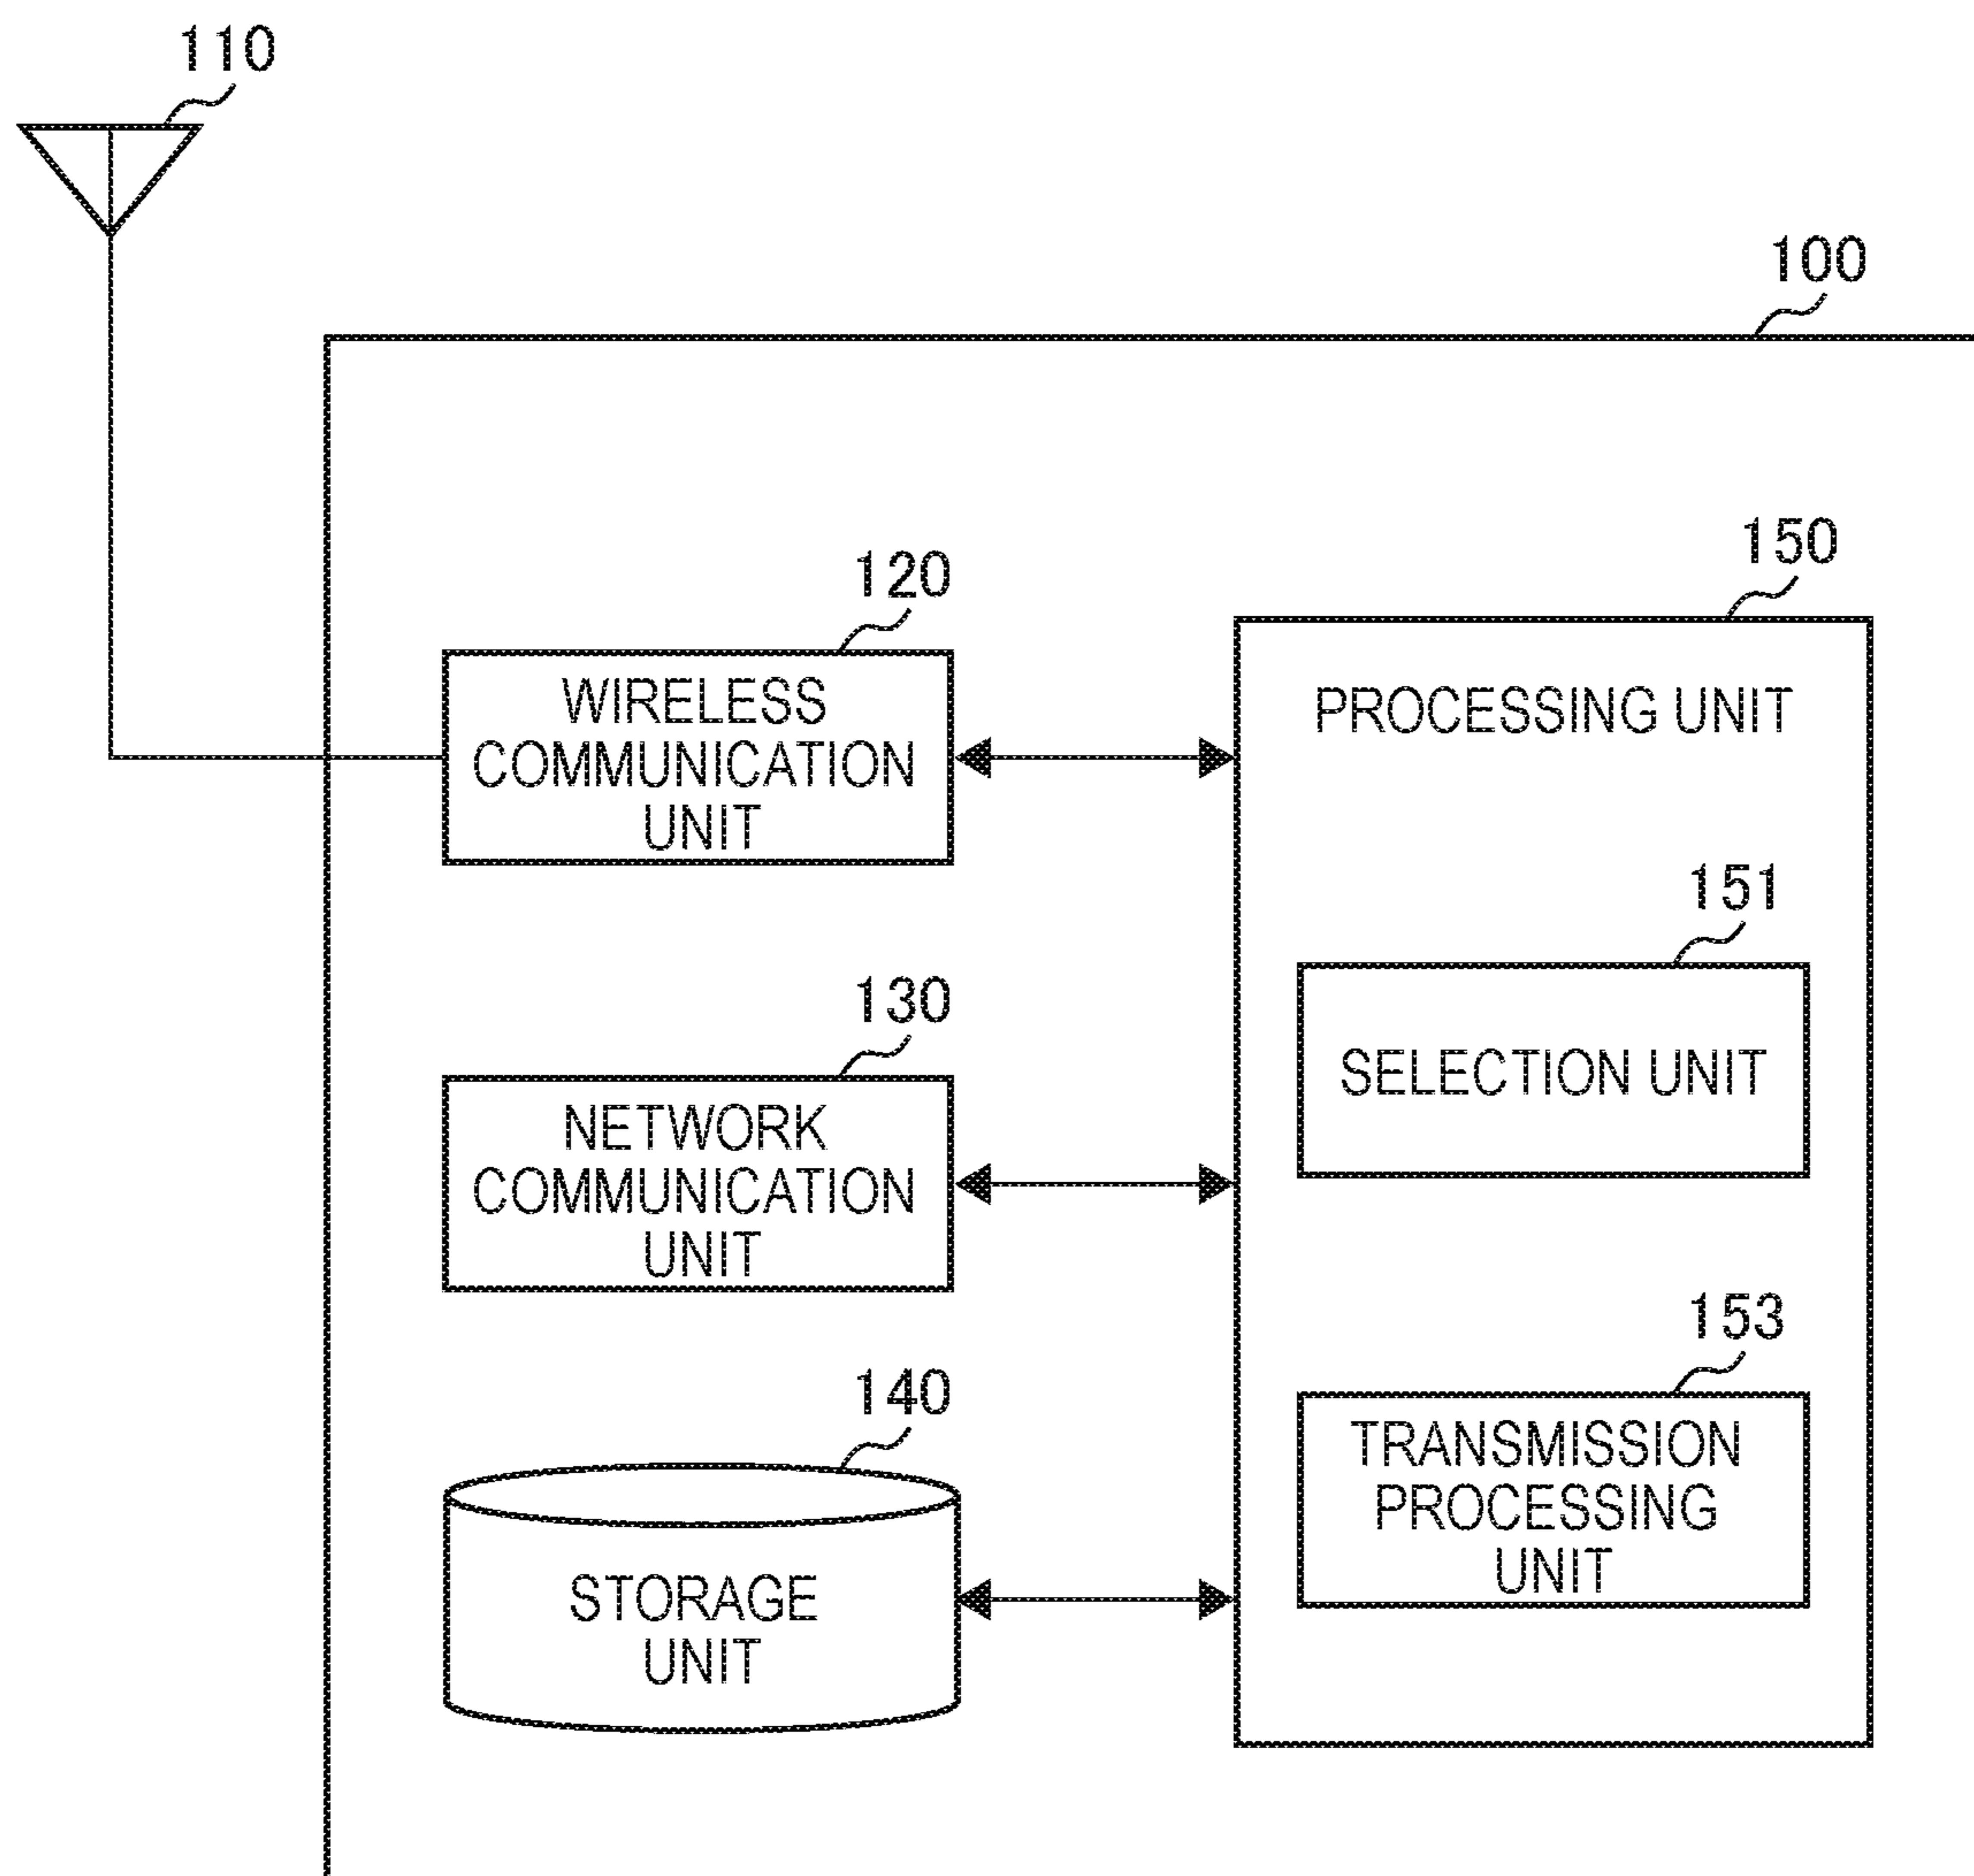 110
100
120
WIRELESS
COMMUNICATION
UNIT
150
PROCESSING UNIT
151
SELECTION UNIT
130
NETWORK
COMMUNICATION
UNIT
153
TRANSMISSION
PROCESSING
UNIT
140
STORAGE
UNIT